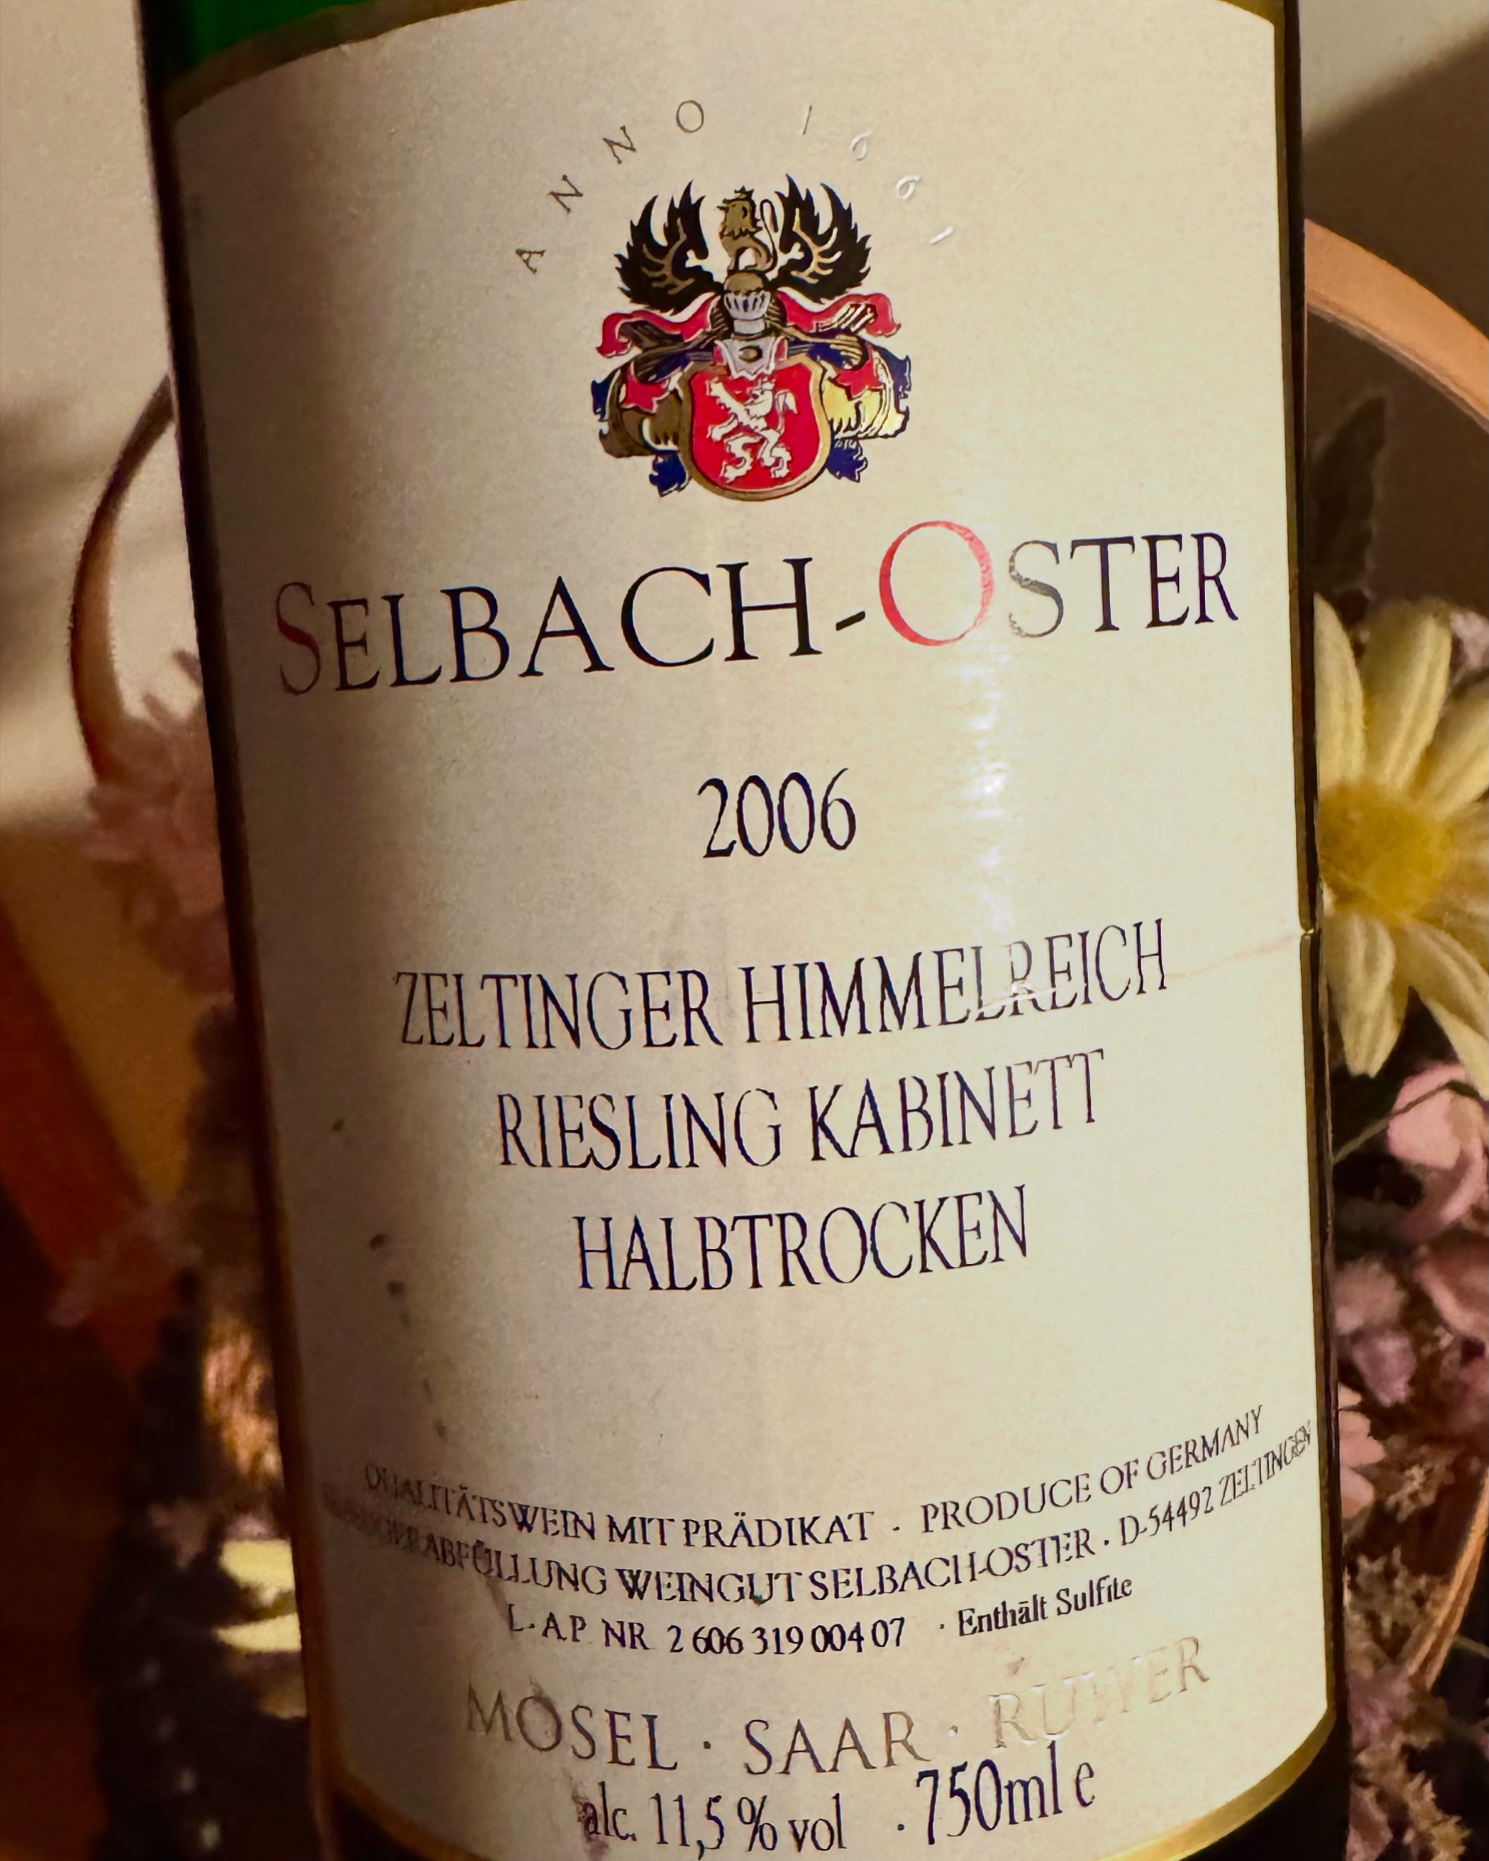 ANNO 1661
SELBACH-OSTER
2006
ZELTINGER HIMMELREICH
RIESLING KABINETT
HALBTROCKEN
QUALITÄTSWEIN MIT PRÄDIKAT · PRODUCE OF GERMANY
WEINGUT SELBACH-OSTER · D-54492 ZELTINGEN
L·A.P. NR 2 606 319 004 07 · Enthält Sulfite
MOSEL · SAAR · RUWER
alc. 11,5 % vol · 750ml e